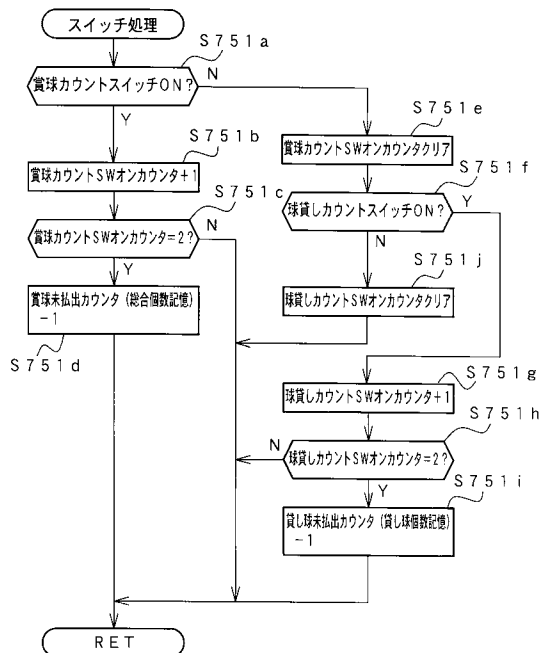 スイッチ処理
S751a
賞球カウントスイッチON?
N
Y
S751b
賞球カウントSWオンカウンタ+1
S751c
賞球カウントSWオンカウンタ=2?
N
Y
賞球未払出カウンタ(総合個数記憶)
-1
S751d
S751e
賞球カウントSWオンカウンタクリア
S751f
球貸しカウントスイッチON?
Y
N
S751j
球貸しカウントSWオンカウンタクリア
S751g
球貸しカウントSWオンカウンタ+1
S751h
N
球貸しカウントSWオンカウンタ=2?
Y
S751i
貸し球未払出カウンタ(貸し球個数記憶)
-1
RET